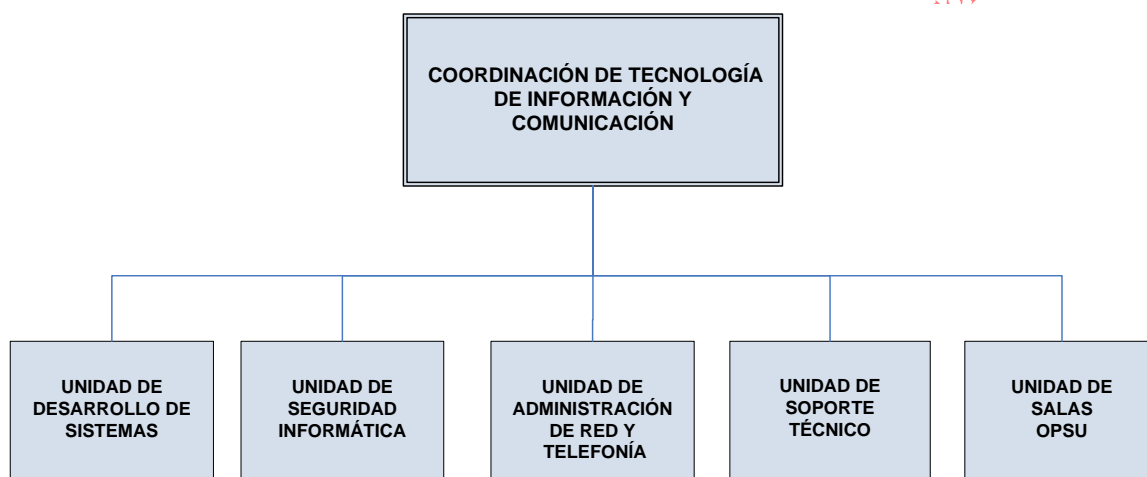 COORDINACIÓN DE TECNOLOGÍA
DE INFORMACIÓN Y
COMUNICACIÓN
UNIDAD DE
DESARROLLO DE
SISTEMAS
UNIDAD DE
SEGURIDAD
INFORMÁTICA
UNIDAD DE
ADMINISTRACIÓN
DE RED Y
TELEFONÍA
UNIDAD DE
SOPORTE
TÉCNICO
UNIDAD DE
SALAS
OPSU